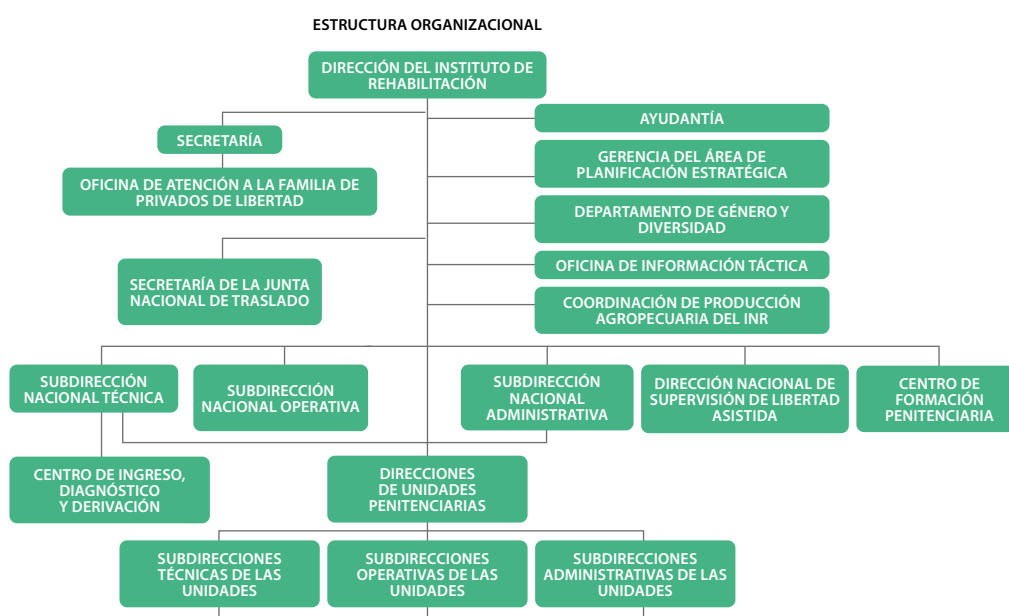 ESTRUCTURA ORGANIZACIONAL
DIRECCIÓN DEL INSTITUTO DE
REHABILITACIÓN
SECRETARÍA
OFICINA DE ATENCIÓN A LA FAMILIA DE
PRIVADOS DE LIBERTAD
AYUDANTÍA
GERENCIA DEL ÁREA DE
PLANIFICACIÓN ESTRATÉGICA
DEPARTAMENTO DE GÉNERO Y
DIVERSIDAD
SECRETARÍA DE LA JUNTA
NACIONAL DE TRASLADO
OFICINA DE INFORMACIÓN TÁCTICA
COORDINACIÓN DE PRODUCCIÓN
AGROPECUARIA DEL INR
SUBDIRECCIÓN
NACIONAL TÉCNICA
SUBDIRECCIÓN
NACIONAL OPERATIVA
SUBDIRECCIÓN
NACIONAL
ADMINISTRATIVA
DIRECCIÓN NACIONAL DE
SUPERVISIÓN DE LIBERTAD
ASISTIDA
CENTRO DE
FORMACIÓN
PENITENCIARIA
CENTRO DE INGRESO,
DIAGNÓSTICO
Y DERIVACIÓN
DIRECCIONES
DE UNIDADES
PENITENCIARIAS
SUBDIRECCIONES
TÉCNICAS DE LAS
UNIDADES
SUBDIRECCIONES
OPERATIVAS DE LAS
UNIDADES
SUBDIRECCIONES
ADMINISTRATIVAS DE LAS
UNIDADES